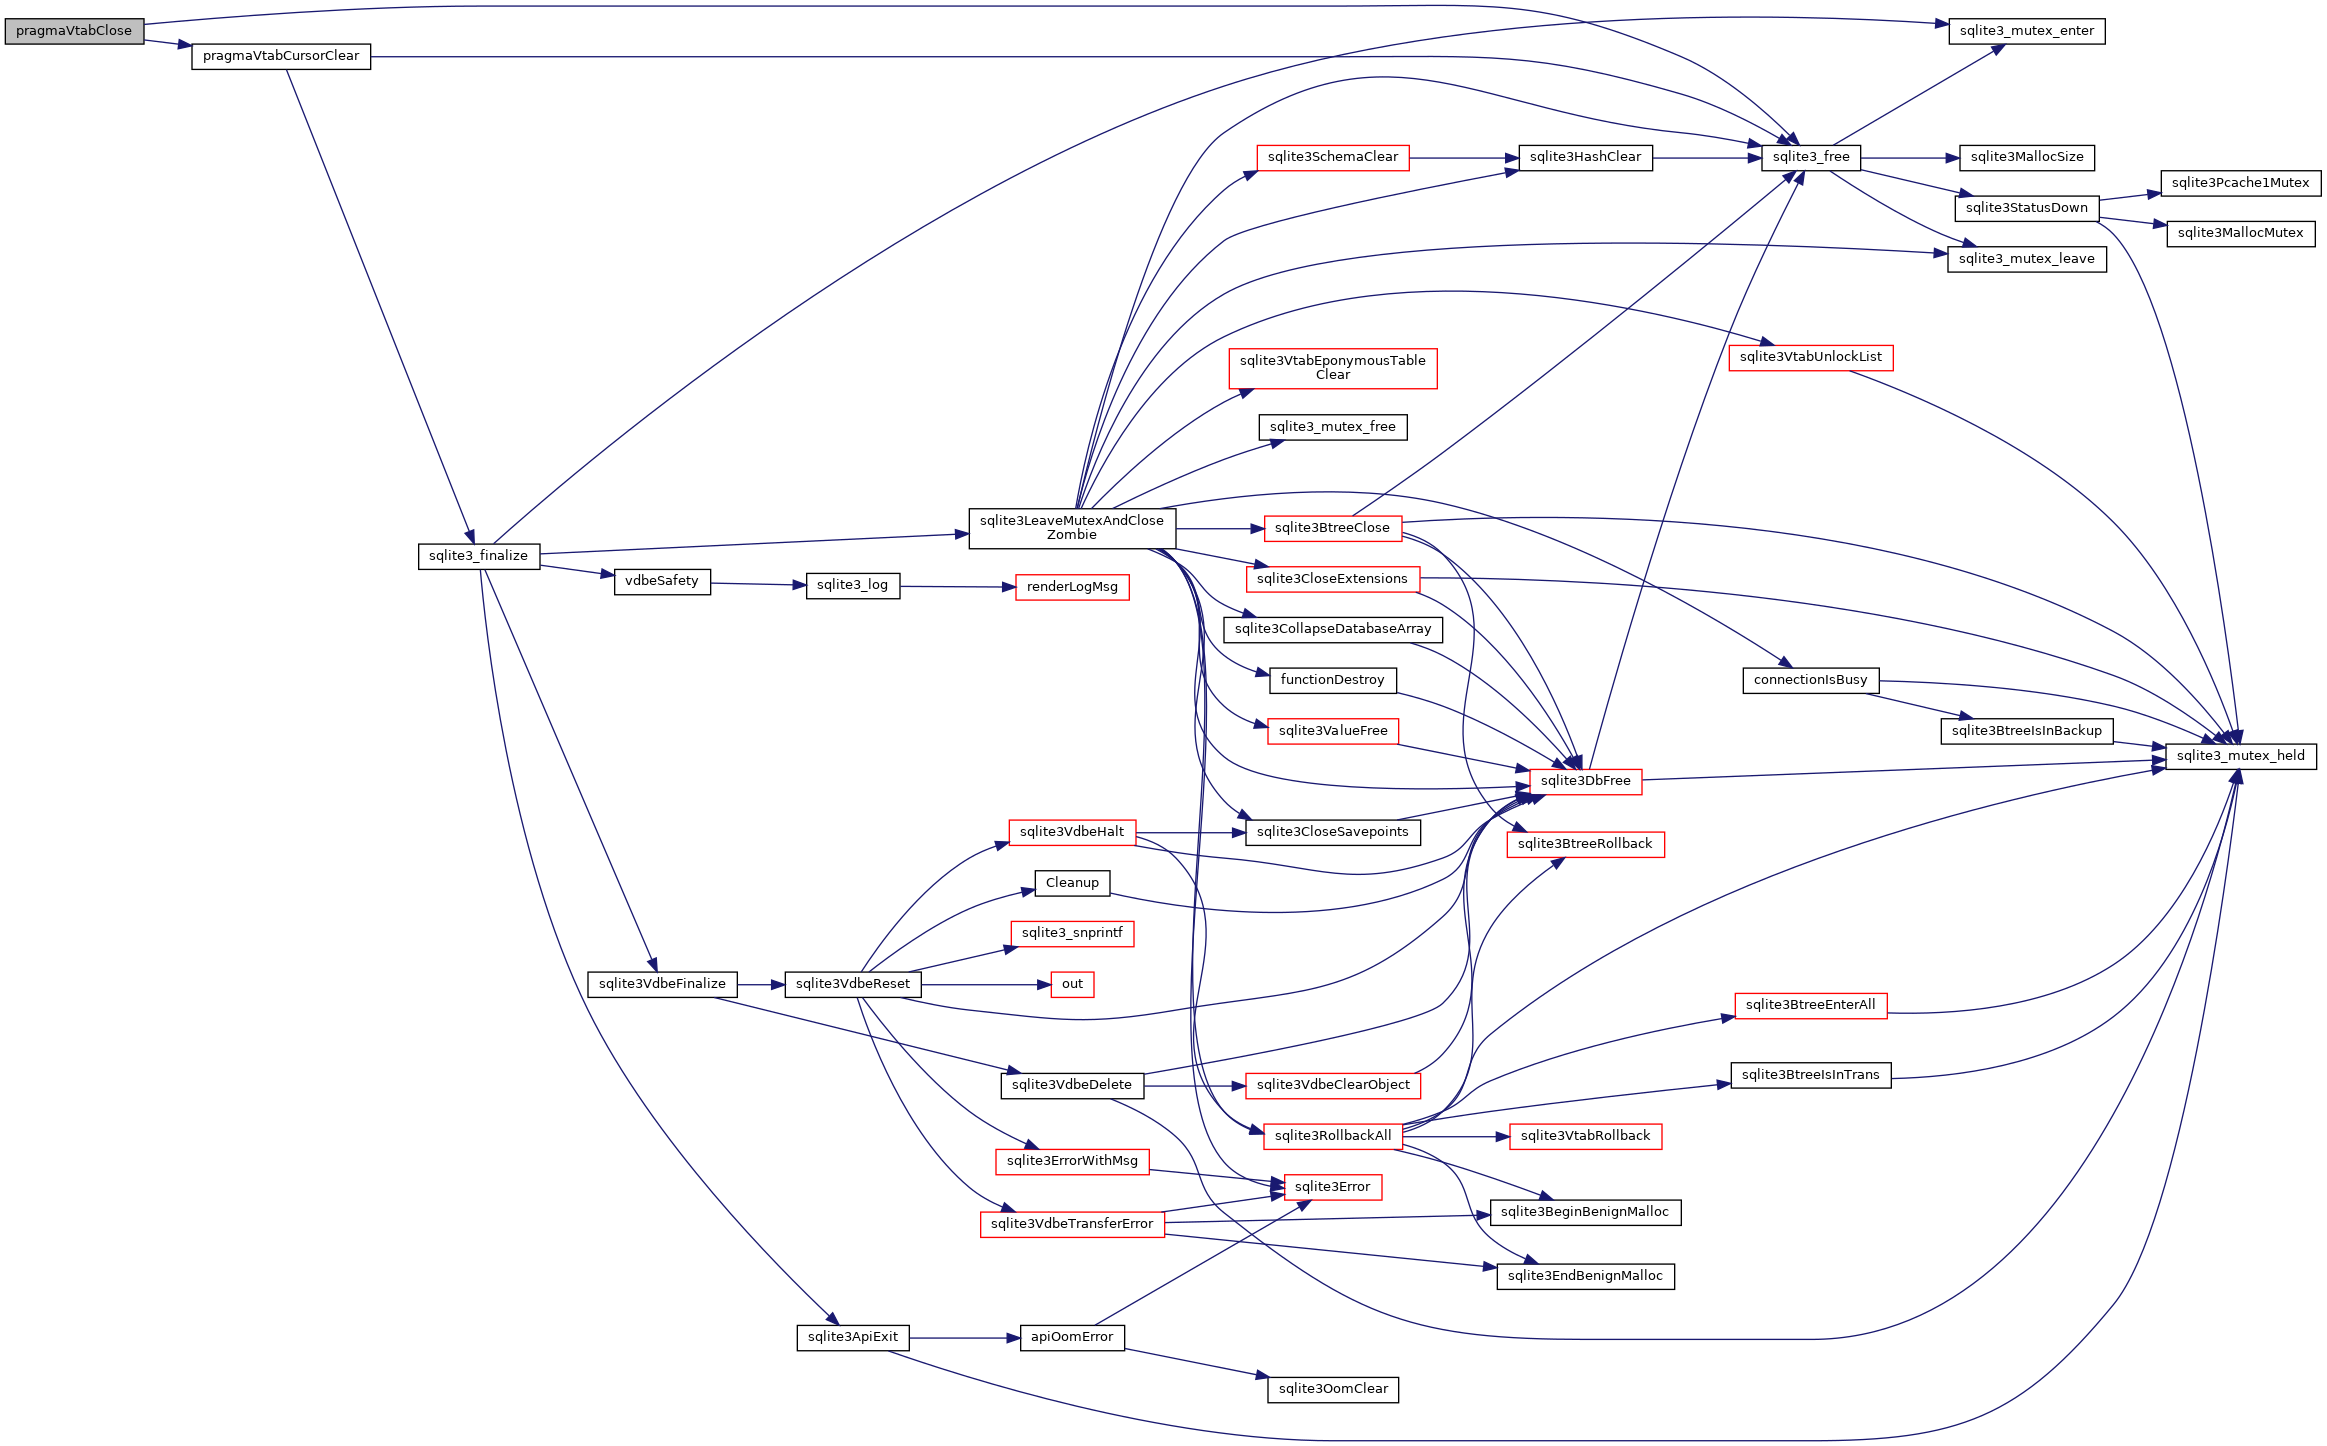 pragmaVtabClose
pragmaVtabCursorClear
sqlite3_finalize
vdbeSafety
sqlite3VdbeFinalize
sqlite3_log
sqlite3VdbeReset
sqlite3ApiExit
sqlite3LeaveMutexAndClose
Zombie
renderLogMsg
sqlite3VdbeHalt
Cleanup
sqlite3_snprintf
out
sqlite3VdbeDelete
sqlite3ErrorWithMsg
sqlite3VdbeTransferError
apiOomError
sqlite3SchemaClear
sqlite3VtabEponymousTable
Clear
sqlite3_mutex_free
sqlite3BtreeClose
sqlite3CloseExtensions
sqlite3CollapseDatabaseArray
functionDestroy
sqlite3ValueFree
sqlite3CloseSavepoints
sqlite3VdbeClearObject
sqlite3RollbackAll
sqlite3Error
sqlite3OomClear
sqlite3HashClear
sqlite3DbFree
sqlite3BtreeRollback
sqlite3VtabRollback
sqlite3BeginBenignMalloc
sqlite3EndBenignMalloc
sqlite3_free
sqlite3VtabUnlockList
connectionIsBusy
sqlite3BtreeEnterAll
sqlite3BtreeIsInTrans
sqlite3_mutex_enter
sqlite3MallocSize
sqlite3StatusDown
sqlite3_mutex_leave
sqlite3BtreeIsInBackup
sqlite3Pcache1Mutex
sqlite3MallocMutex
sqlite3_mutex_held